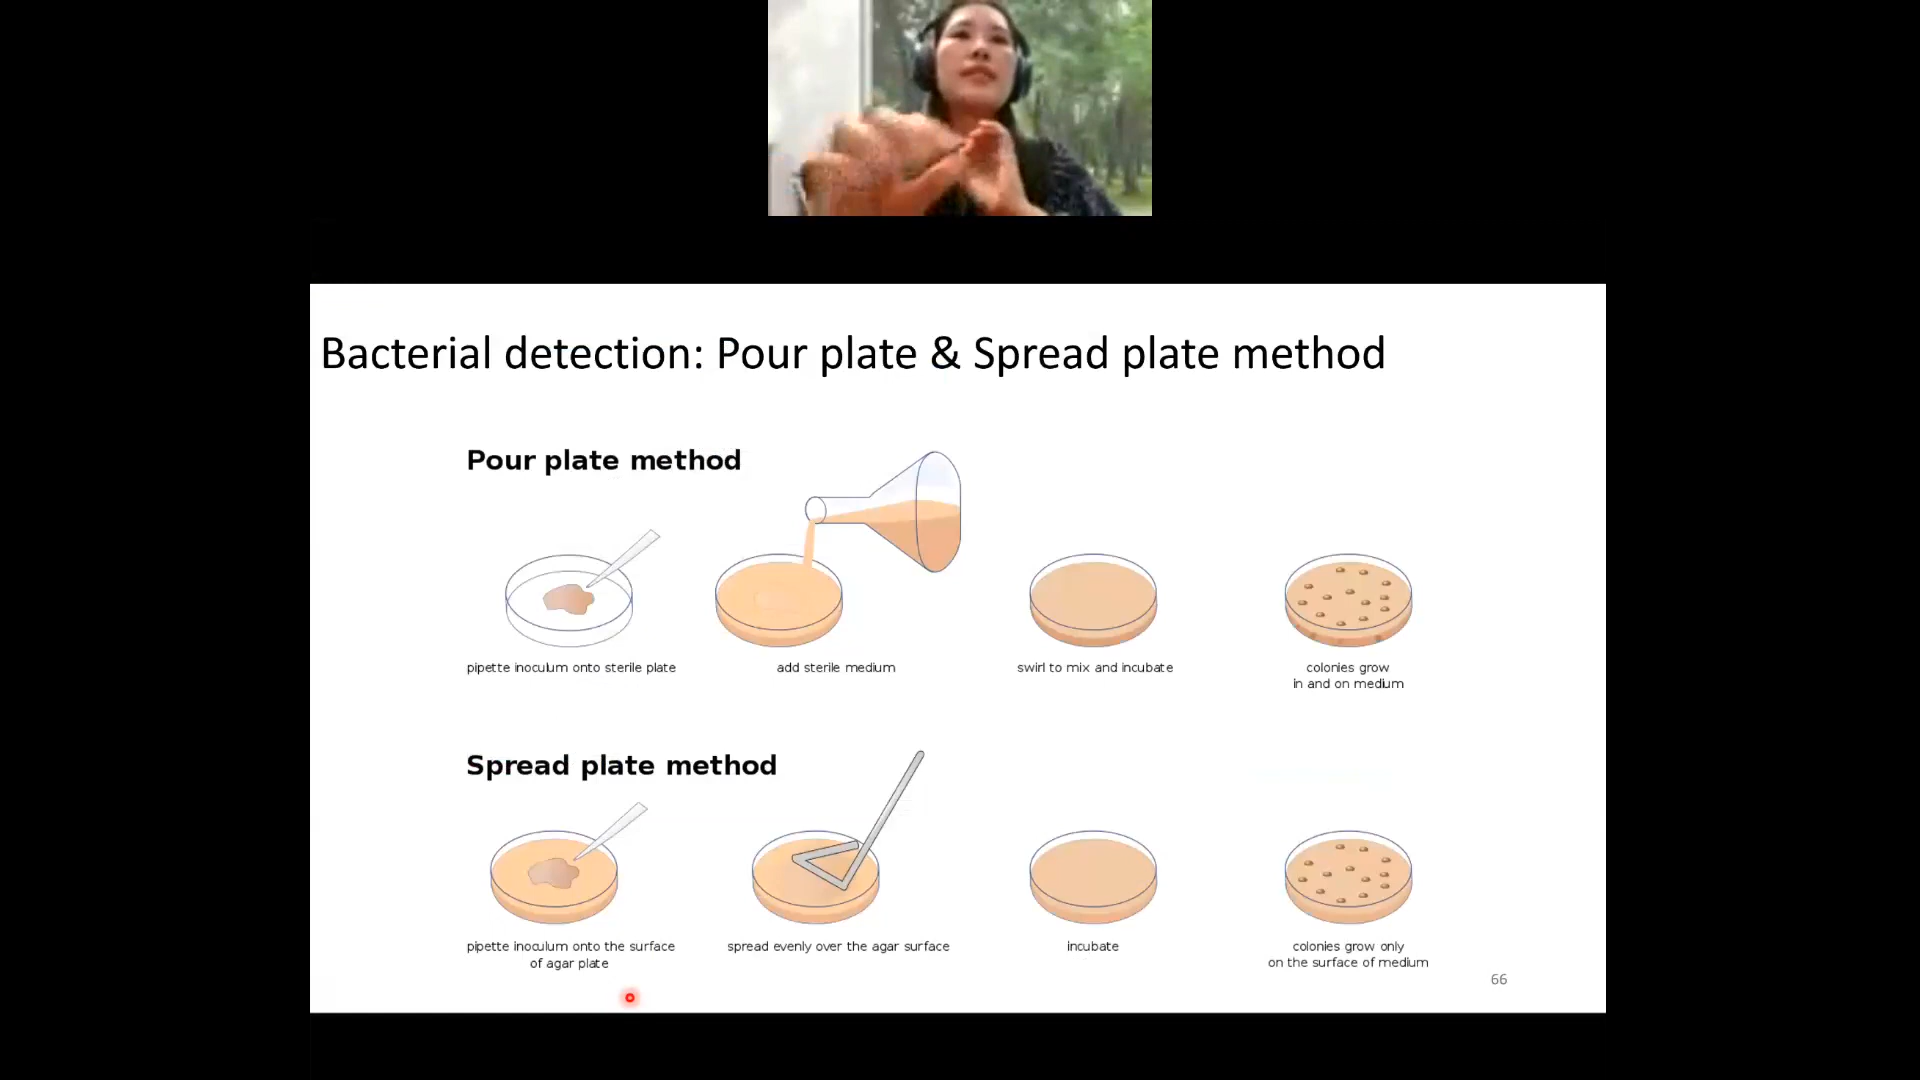 Bacterial detection: Pour plate & Spread plate method
Pour plate method
pipette inoculum onto sterile plate
add sterile medium
swirl to mix and incubate
colonies grow
in and on medium
Spread plate method
pipette inoculum onto the surface
of agar plate
spread evenly over the agar surface
incubate
colonies grow only
on the surface of medium
66